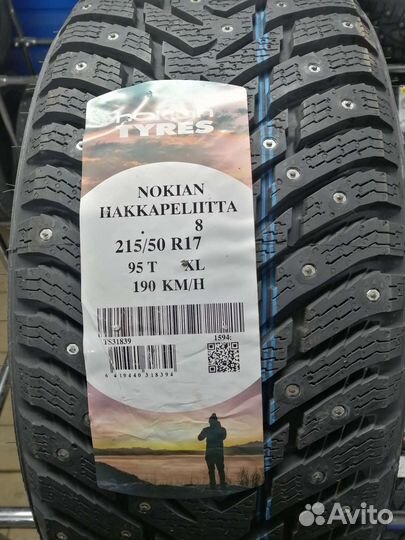 nokian
TYRES
NOKIAN
HAKKAPELIITTA
8
215/50 R17
95 T XL
190 KM/H
TS31839
1594:
6 419440 318394
Avito